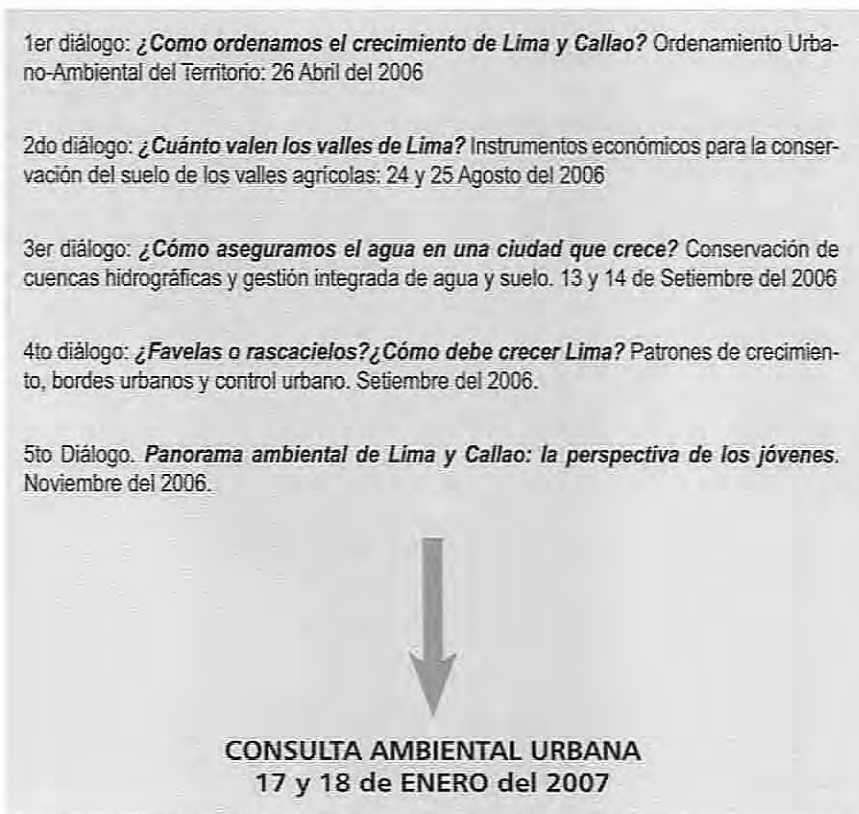 1er diálogo: ¿Como ordenamos el crecimiento de Lima y Callao? Ordenamiento Urba-
no-Ambiental del Territorio: 26 Abril del 2006
2do diálogo: ¿Cuánto valen los valles de Lima? Instrumentos económicos para la conser-
vación del suelo de los valles agrícolas: 24 y 25 Agosto del 2006
3er diálogo: ¿Cómo aseguramos el agua en una ciudad que crece? Conservación de
cuencas hidrográficas y gestión integrada de agua y suelo. 13 y 14 de Setiembre del 2006
4to diálogo: ¿Favelas o rascacielos?¿Cómo debe crecer Lima? Patrones de crecimien-
to, bordes urbanos y control urbano. Setiembre del 2006.
5to Diálogo. Panorama ambiental de Lima y Callao: la perspectiva de los jóvenes.
Noviembre del 2006.
CONSULTA AMBIENTAL URBANA
17 y 18 de ENERO del 2007